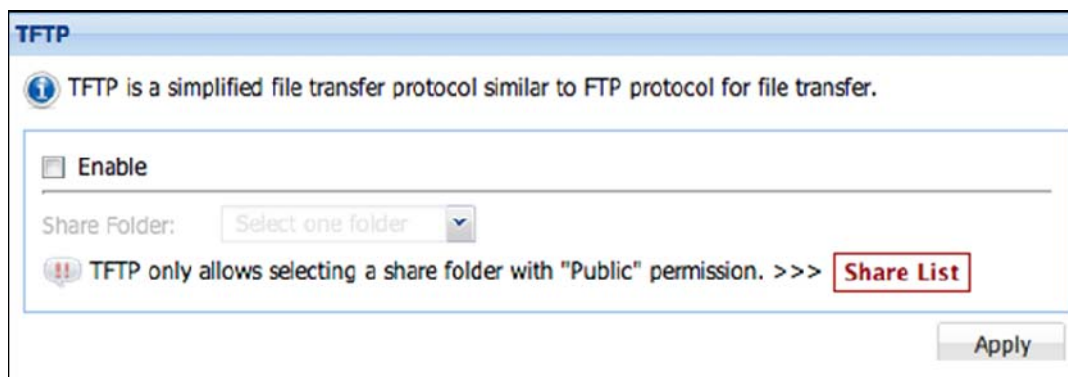 TFTP
TFTP is a simplified file transfer protocol similar to FTP protocol for file transfer.
Enable
Share Folder: Select one folder
TFTP only allows selecting a share folder with "Public" permission. >>> Share List
Apply